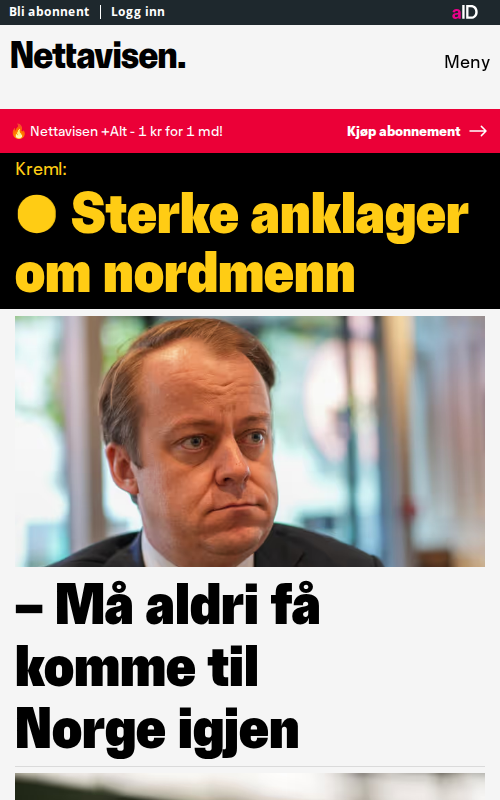 Bli abonnent | Logg inn
aID
Nettavisen.
Meny
🔥 Nettavisen +Alt - 1 kr for 1 md!
Kjøp abonnement →
Kreml:
● Sterke anklager
om nordmenn
– Må aldri få
komme til
Norge igjen